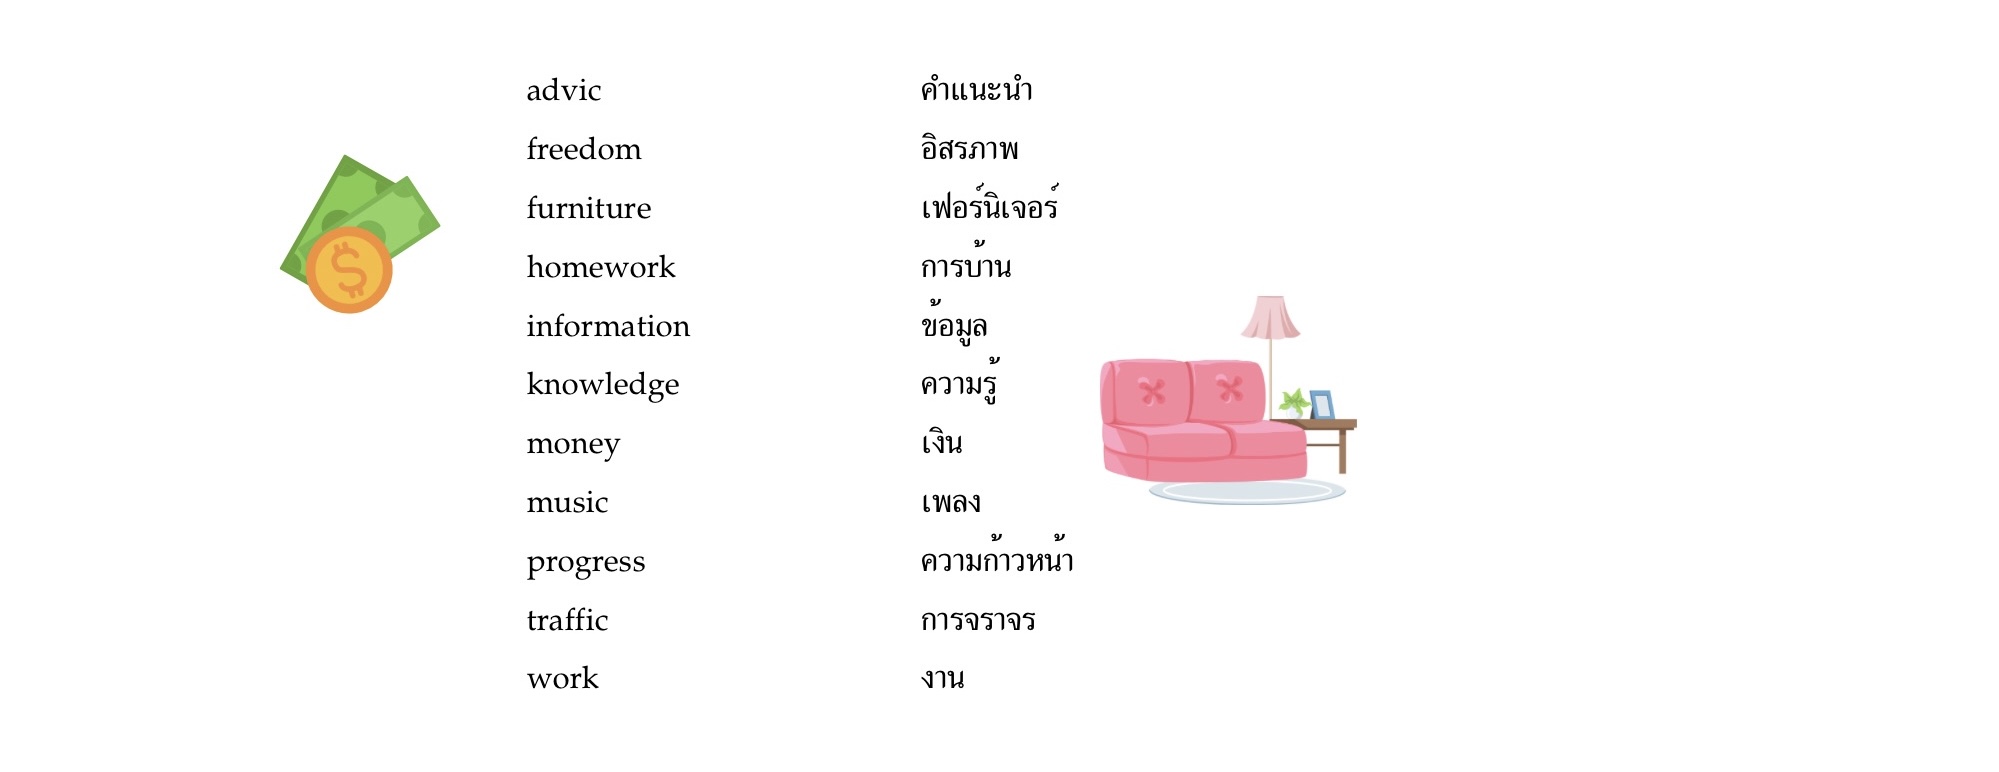 advic คำแนะนำ
freedom อิสรภาพ
furniture เฟอร์นิเจอร์
homework การบ้าน
information ข้อมูล
knowledge ความรู้
money เงิน
music เพลง
progress ความก้าวหน้า
traffic การจราจร
work งาน